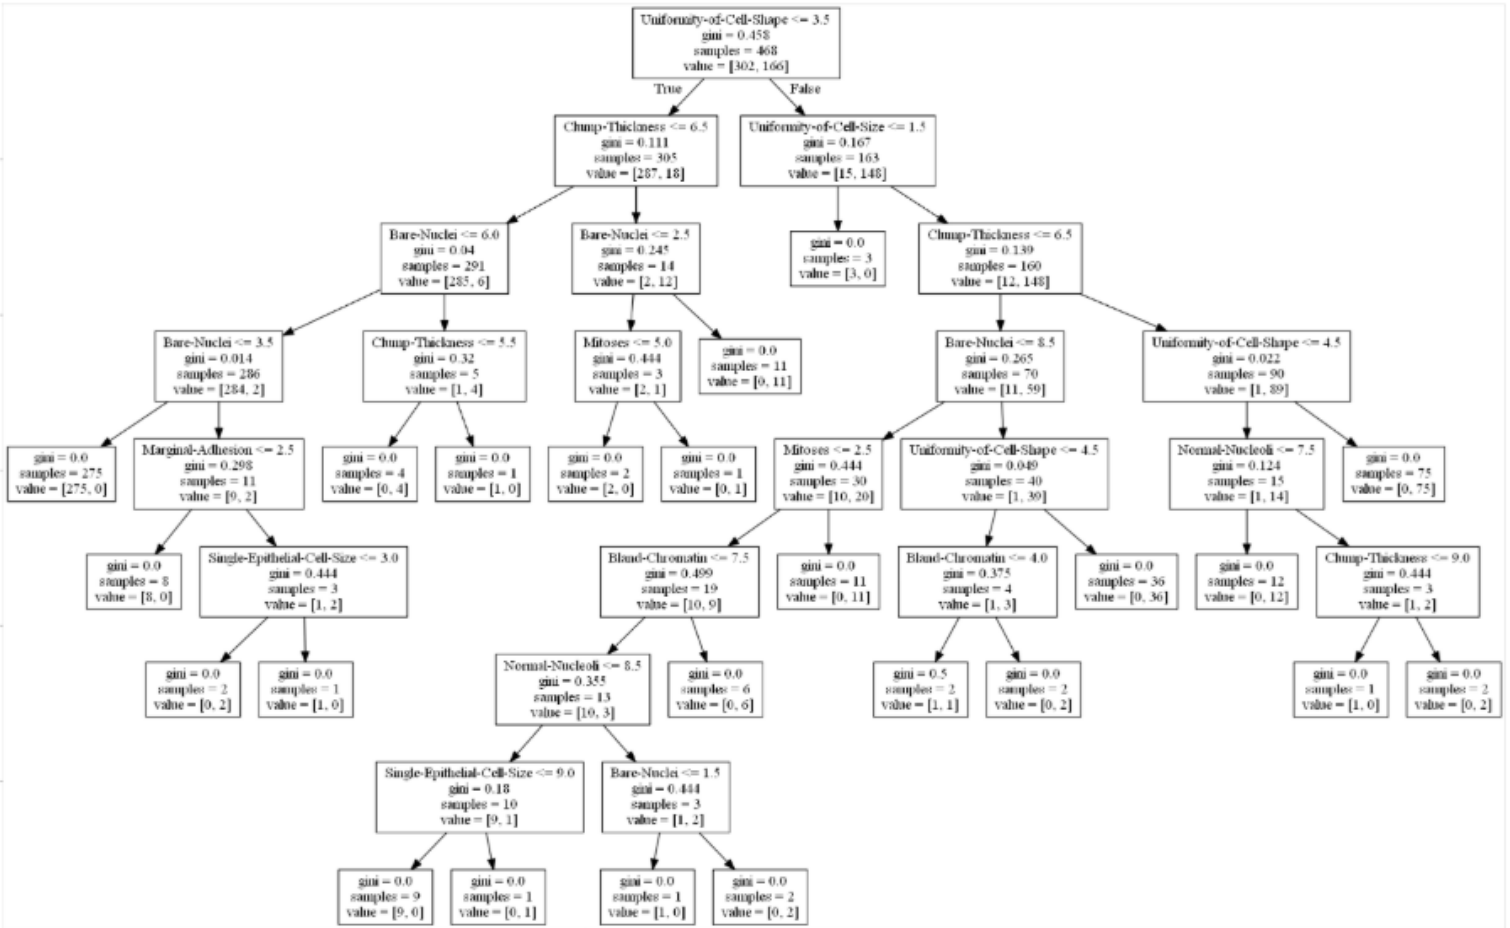 Uniformity-of-Cell-Shape <= 3.5
gini = 0.458
samples = 468
value = [302, 166]
True
False
Clump-Thickness <= 6.5
gini = 0.111
samples = 305
value = [287, 18]
Uniformity-of-Cell-Size <= 1.5
gini = 0.167
samples = 163
value = [15, 148]
Bare-Nuclei <= 6.0
gini = 0.04
samples = 291
value = [285, 6]
Bare-Nuclei <= 2.5
gini = 0.245
samples = 14
value = [2, 12]
gini = 0.0
samples = 3
value = [3, 0]
Clump-Thickness <= 6.5
gini = 0.139
samples = 160
value = [12, 148]
Bare-Nuclei <= 3.5
gini = 0.014
samples = 286
value = [284, 2]
Clump-Thickness <= 5.5
gini = 0.32
samples = 5
value = [1, 4]
Mitoses <= 5.0
gini = 0.444
samples = 3
value = [2, 1]
gini = 0.0
samples = 11
value = [0, 11]
Bare-Nuclei <= 8.5
gini = 0.265
samples = 70
value = [11, 59]
Uniformity-of-Cell-Shape <= 4.5
gini = 0.022
samples = 90
value = [1, 89]
gini = 0.0
samples = 275
value = [275, 0]
Marginal-Adhesion <= 2.5
gini = 0.298
samples = 11
value = [9, 2]
gini = 0.0
samples = 4
value = [0, 4]
gini = 0.0
samples = 1
value = [1, 0]
gini = 0.0
samples = 2
value = [2, 0]
gini = 0.0
samples = 1
value = [0, 1]
Mitoses <= 2.5
gini = 0.444
samples = 30
value = [10, 20]
Uniformity-of-Cell-Shape <= 4.5
gini = 0.049
samples = 40
value = [1, 39]
Normal-Nucleoli <= 7.5
gini = 0.124
samples = 15
value = [1, 14]
gini = 0.0
samples = 75
value = [0, 75]
gini = 0.0
samples = 8
value = [8, 0]
Single-Epithelial-Cell-Size <= 3.0
gini = 0.444
samples = 3
value = [1, 2]
Bland-Chromatin <= 7.5
gini = 0.499
samples = 19
value = [10, 9]
gini = 0.0
samples = 11
value = [0, 11]
Bland-Chromatin <= 4.0
gini = 0.375
samples = 4
value = [1, 3]
gini = 0.0
samples = 36
value = [0, 36]
gini = 0.0
samples = 12
value = [0, 12]
Clump-Thickness <= 9.0
gini = 0.444
samples = 3
value = [1, 2]
gini = 0.0
samples = 2
value = [0, 2]
gini = 0.0
samples = 1
value = [1, 0]
Normal-Nucleoli <= 8.5
gini = 0.355
samples = 13
value = [10, 3]
gini = 0.0
samples = 6
value = [0, 6]
gini = 0.5
samples = 2
value = [1, 1]
gini = 0.0
samples = 2
value = [0, 2]
gini = 0.0
samples = 1
value = [1, 0]
gini = 0.0
samples = 2
value = [0, 2]
Single-Epithelial-Cell-Size <= 9.0
gini = 0.18
samples = 10
value = [9, 1]
Bare-Nuclei <= 1.5
gini = 0.444
samples = 3
value = [1, 2]
gini = 0.0
samples = 9
value = [9, 0]
gini = 0.0
samples = 1
value = [0, 1]
gini = 0.0
samples = 1
value = [1, 0]
gini = 0.0
samples = 2
value = [0, 2]